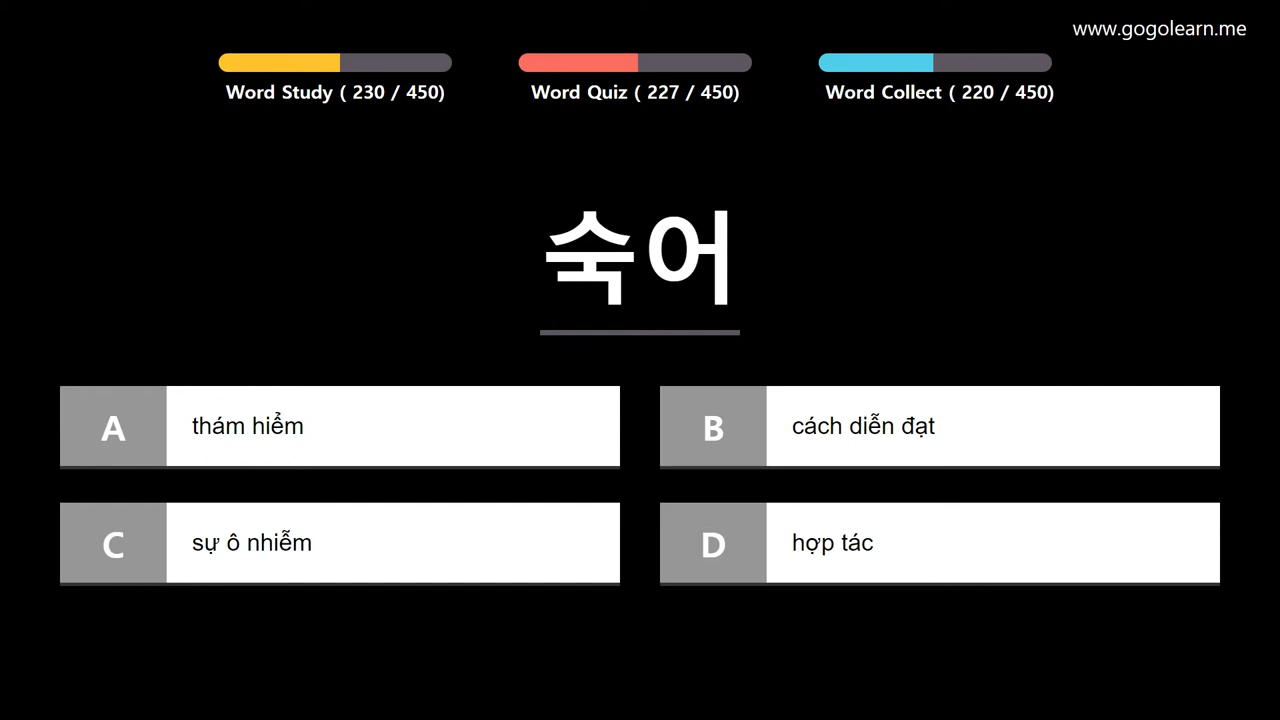 www.gogolearn.me
Word Study ( 230 / 450)
Word Quiz ( 227 / 450)
Word Collect ( 220 / 450)
숙어
A
thám hiểm
B
cách diễn đạt
C
sự ô nhiễm
D
hợp tác